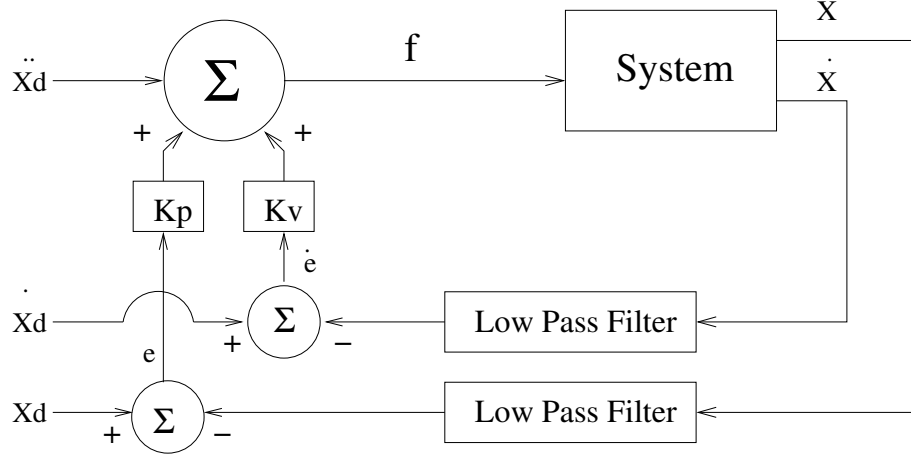 X
f
Ẍd
Σ
System
Ẋ
+
+
Kp
Kv
ė
Ẋd
Σ
Low Pass Filter
+
−
e
Xd
Σ
Low Pass Filter
+
−